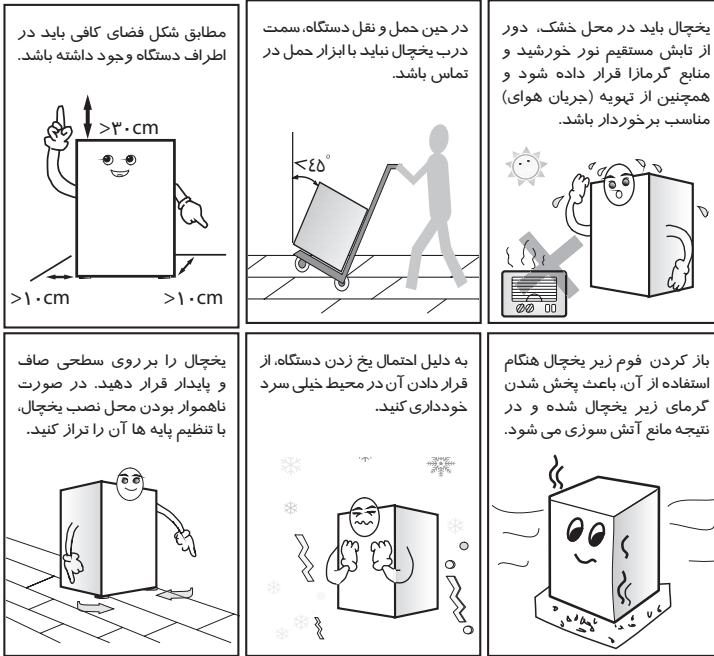 یخچال باید در محل خشک، دور
از تابش مستقیم نور خورشید و
منابع گرمازا قرار داده شود و
همچنین از تهویه (جریان هوای)
مناسب برخوردار باشد.
در حین حمل و نقل دستگاه، سمت
درب یخچال نباید با ابزار حمل در
تماس باشد.
<٤٥°
مطابق شکل فضای کافی باید در
اطراف دستگاه وجود داشته باشد.
>۳۰cm
>۱۰cm
>۱۰cm
باز کردن فوم زیر یخچال هنگام
استفاده از آن، باعث پخش شدن
گرمای زیر یخچال شده و در
نتیجه مانع آتش سوزی می شود.
به دلیل احتمال یخ زدن دستگاه، از
قرار دادن آن در محیط خیلی سرد
خودداری کنید.
یخچال را بر روی سطحی صاف
و پایدار قرار دهید. در صورت
ناهموار بودن محل نصب یخچال،
با تنظیم پایه ها آن را تراز کنید.